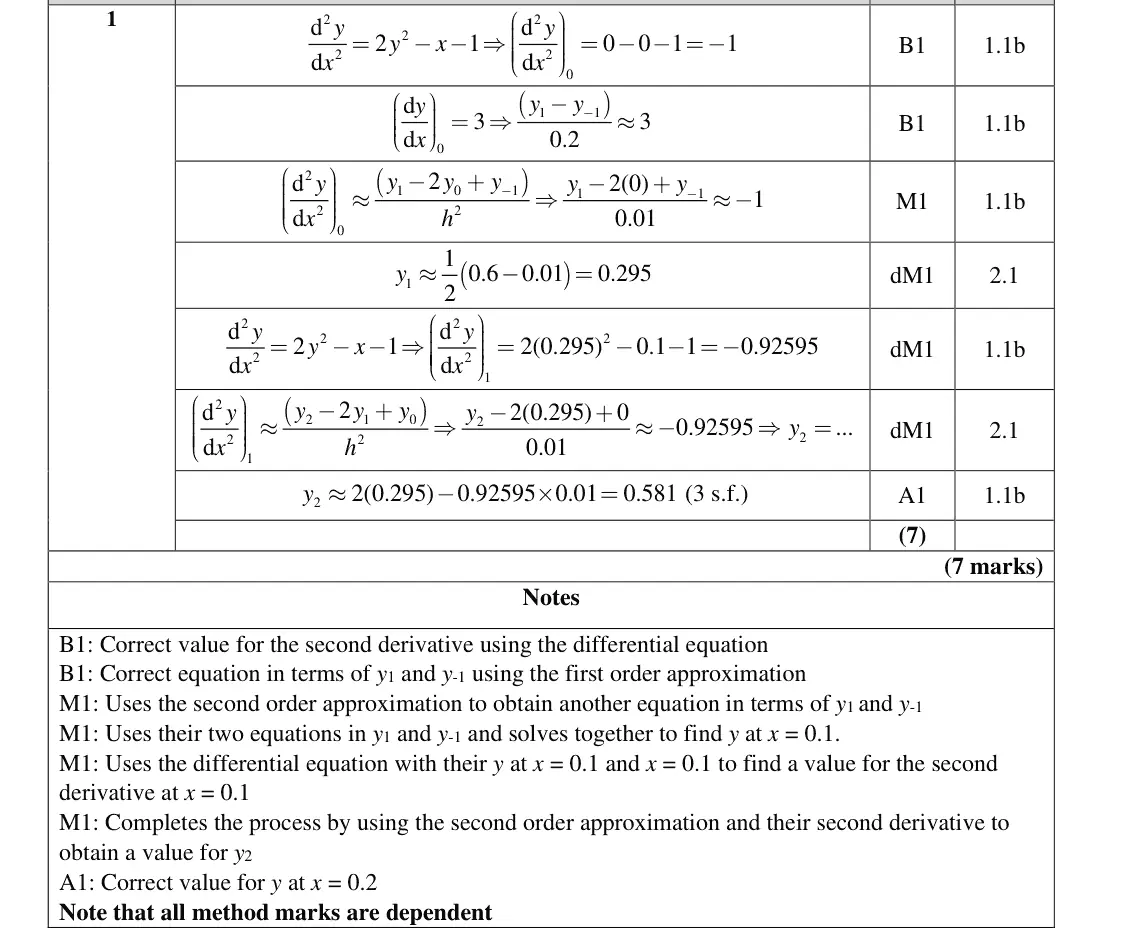 1 d²y/dx² = 2y² − x − 1 ⇒ (d²y/dx²)₀ = 0 − 0 − 1 = −1 B1 1.1b
(dy/dx)₀ = 3 ⇒ (y₁ − y₋₁)/0.2 ≈ 3 B1 1.1b
(d²y/dx²)₀ ≈ (y₁ − 2y₀ + y₋₁)/h² ⇒ (y₁ − 2(0) + y₋₁)/0.01 ≈ −1 M1 1.1b
y₁ ≈ 1/2(0.6 − 0.01) = 0.295 dM1 2.1
d²y/dx² = 2y² − x − 1 ⇒ (d²y/dx²)₁ = 2(0.295)² − 0.1 − 1 = −0.92595 dM1 1.1b
(d²y/dx²)₁ ≈ (y₂ − 2y₁ + y₀)/h² ⇒ (y₂ − 2(0.295) + 0)/0.01 ≈ −0.92595 ⇒ y₂ = ... dM1 2.1
y₂ ≈ 2(0.295) − 0.92595 × 0.01 = 0.581 (3 s.f.) A1 1.1b
(7)
(7 marks)
Notes
B1: Correct value for the second derivative using the differential equation
B1: Correct equation in terms of y₁ and y₋₁ using the first order approximation
M1: Uses the second order approximation to obtain another equation in terms of y₁ and y₋₁
M1: Uses their two equations in y₁ and y₋₁ and solves together to find y at x = 0.1.
M1: Uses the differential equation with their y at x = 0.1 and x = 0.1 to find a value for the second
derivative at x = 0.1
M1: Completes the process by using the second order approximation and their second derivative to
obtain a value for y₂
A1: Correct value for y at x = 0.2
Note that all method marks are dependent